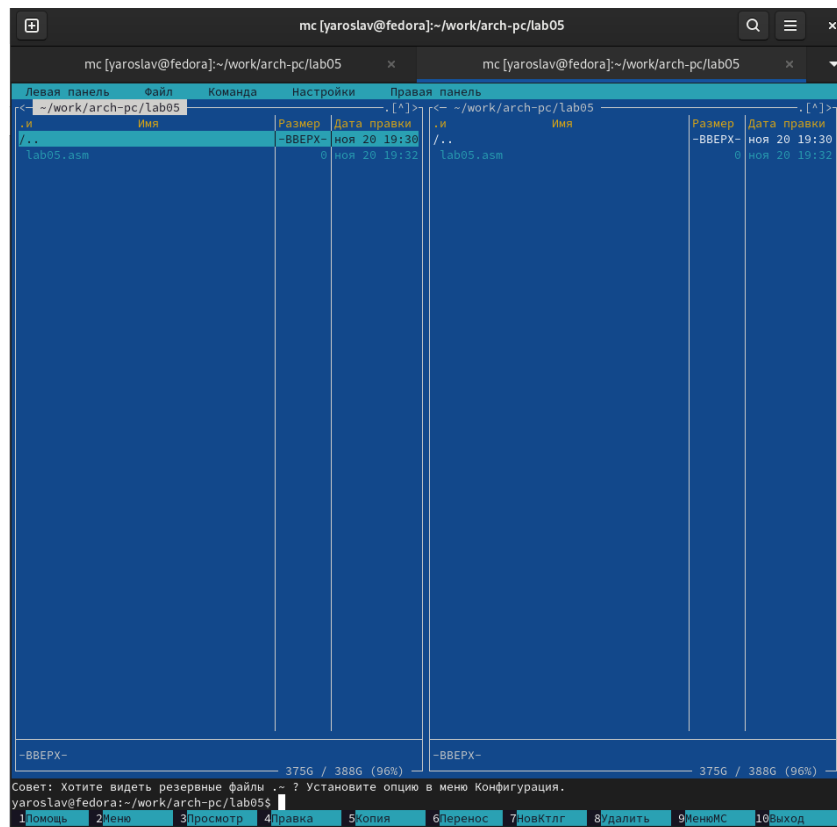 mc [yaroslav@fedora]:~/work/arch-pc/lab05
mc [yaroslav@fedora]:~/work/arch-pc/lab05 × mc [yaroslav@fedora]:~/work/arch-pc/lab05 ×
Левая панель Файл Команда Настройки Правая панель
<— ~/work/arch-pc/lab05 .[^]> <— ~/work/arch-pc/lab05 .[^]>
.и Имя Размер Дата правки .и Имя Размер Дата правки
/.. -ВВЕРХ- ноя 20 19:30 /.. -ВВЕРХ- ноя 20 19:30
lab05.asm 0 ноя 20 19:32 lab05.asm 0 ноя 20 19:32
-ВВЕРХ- -ВВЕРХ-
375G / 388G (96%) 375G / 388G (96%)
Совет: Хотите видеть резервные файлы .~ ? Установите опцию в меню Конфигурация.
yaroslav@fedora:~/work/arch-pc/lab05$
1Помощь 2Меню 3Просмотр 4Правка 5Копия 6Перенос 7НовКтлг 8Удалить 9МенюМС 10Выход